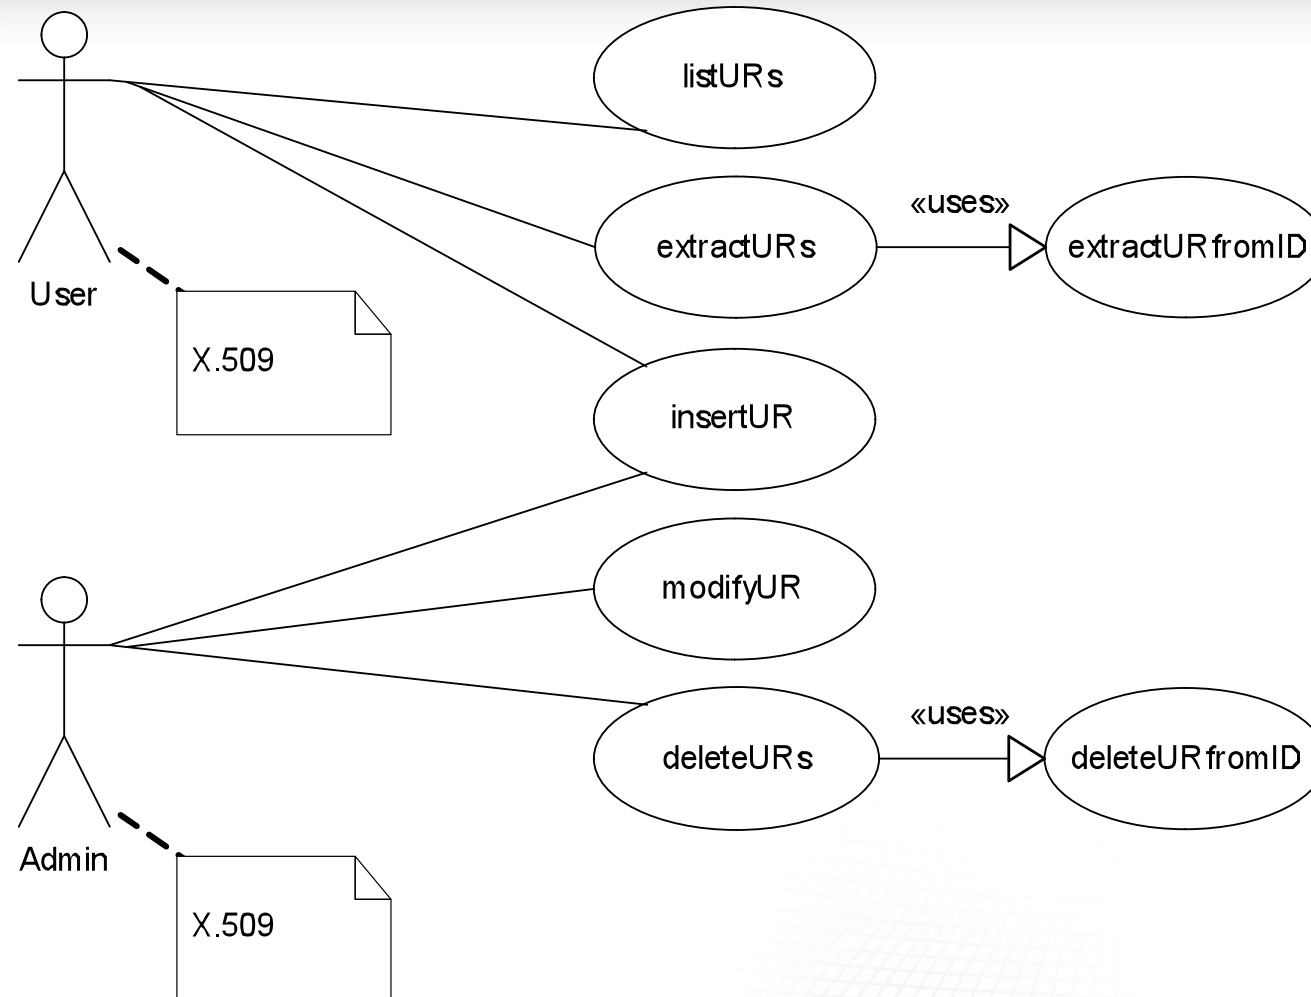 listURs
«uses»
extractURs
extractURfromID
User
X.509
insertUR
modifyUR
«uses»
deleteURs
deleteURfromID
Admin
X.509